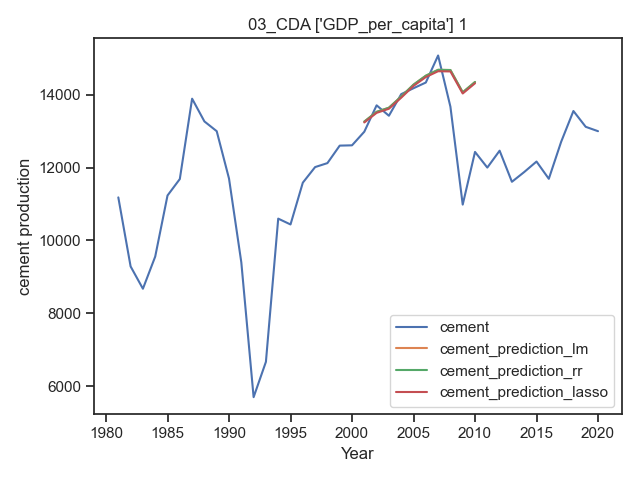 03_CDA ['GDP_per_capita'] 1
cement production
14000
12000
10000
8000
6000
1980
1985
1990
1995
2000
2005
2010
2015
2020
Year
cement
cement_prediction_lm
cement_prediction_rr
cement_prediction_lasso